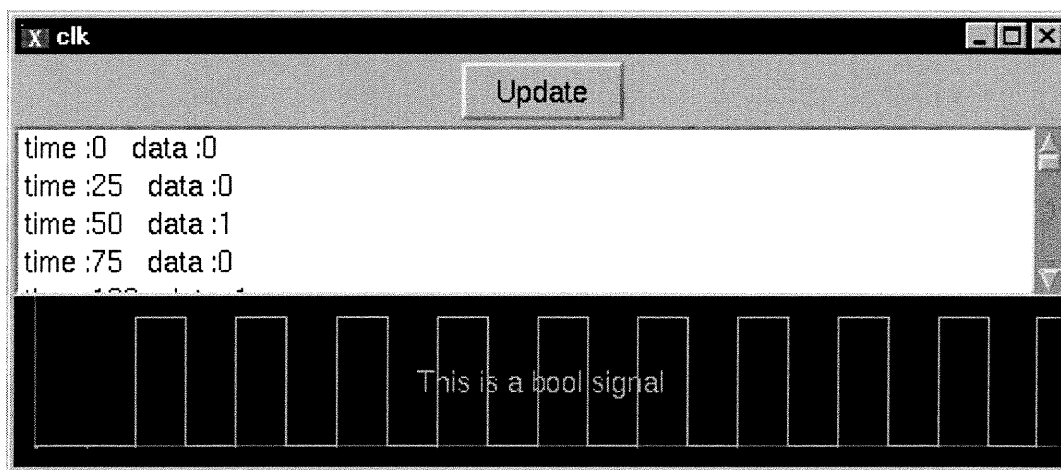 clk
Update
time :0 data :0
time :25 data :0
time :50 data :1
time :75 data :0
This is a bool signal